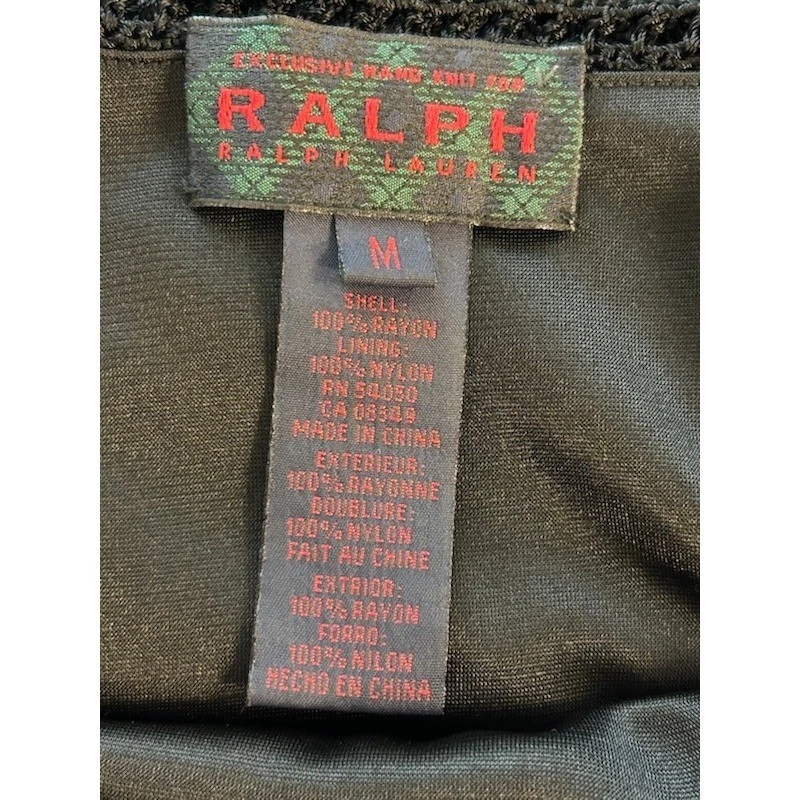 EXCLUSIVE HAND KNIT FOR
RALPH
RALPH LAUREN
M
SHELL:
100% RAYON
LINING:
100% NYLON
RN 54050
CA 08549
MADE IN CHINA
EXTERIEUR:
100% RAYONNE
DOUBLURE:
100% NYLON
FAIT AU CHINE
EXTRIOR:
100% RAYON
FORRO:
100% NILON
HECHO EN CHINA